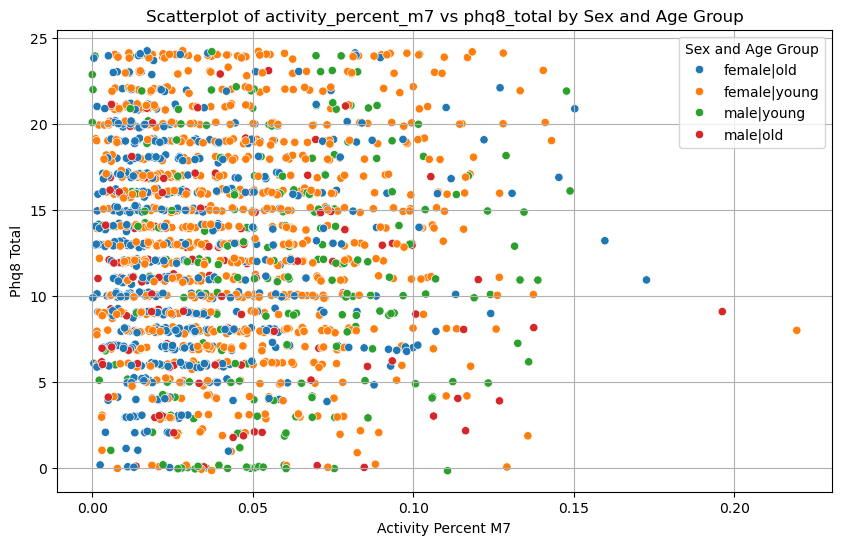 Scatterplot of activity_percent_m7 vs phq8_total by Sex and Age Group
Sex and Age Group
female|old
female|young
male|young
male|old
Phq8 Total
25
20
15
10
5
0
0.00 0.05 0.10 0.15 0.20
Activity Percent M7